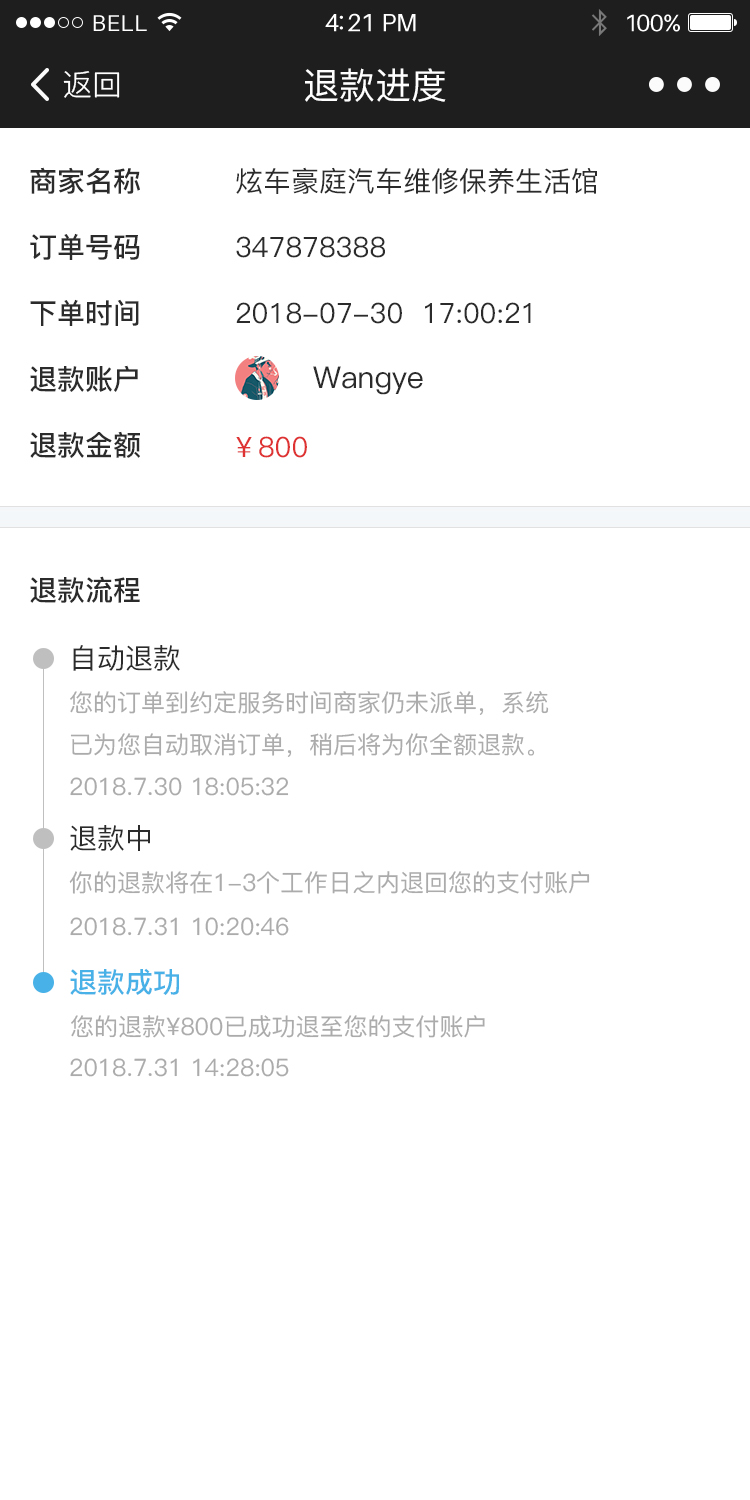 BELL 4:21 PM 100%
返回 退款进度
商家名称 炫车豪庭汽车维修保养生活馆
订单号码 347878388
下单时间 2018-07-30 17:00:21
退款账户 Wangye
退款金额 ¥800
退款流程
自动退款
您的订单到约定服务时间商家仍未派单，系统
已为您自动取消订单，稍后将为你全额退款。
2018.7.30 18:05:32
退款中
你的退款将在1-3个工作日之内退回您的支付账户
2018.7.31 10:20:46
退款成功
您的退款¥800已成功退至您的支付账户
2018.7.31 14:28:05